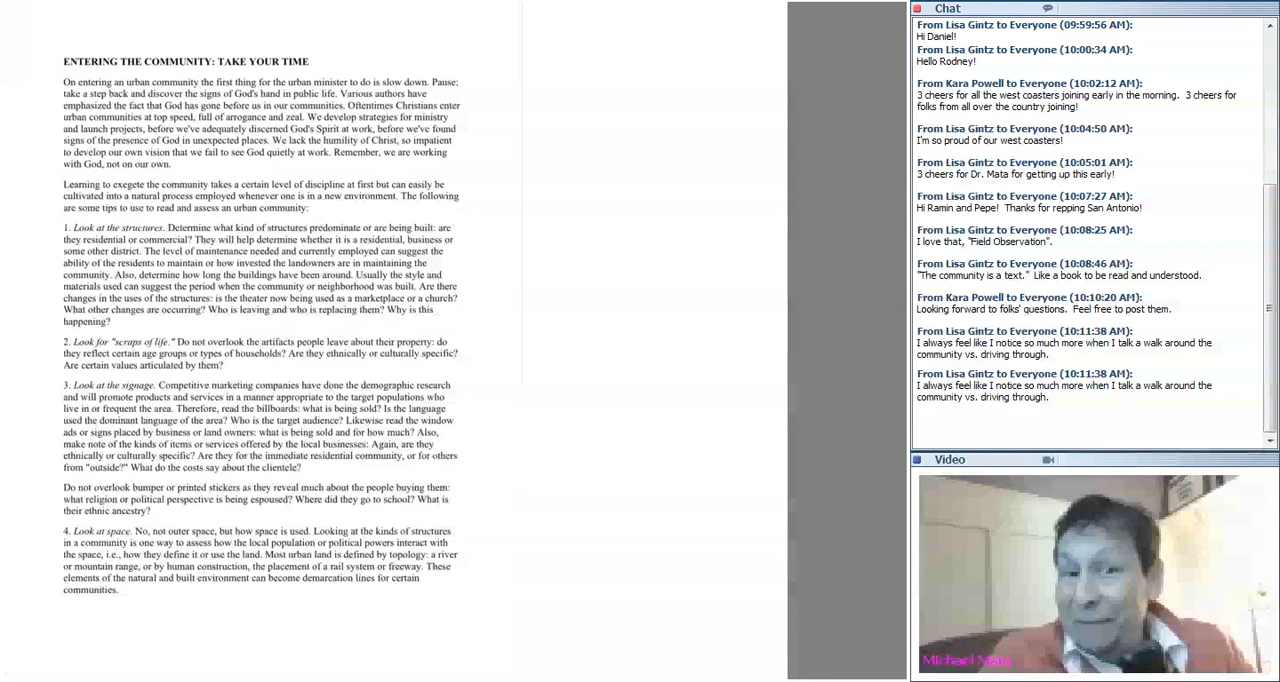 ENTERING THE COMMUNITY: TAKE YOUR TIME
On entering an urban community the first thing for the urban minister to do is slow down. Pause;
take a step back and discover the signs of God's hand in public life. Various authors have
emphasized the fact that God has gone before us in our communities. Oftentimes Christians enter
urban communities at top speed, full of arrogance and zeal. We develop strategies for ministry
and launch projects, before we've adequately discerned God's Spirit at work, before we've found
signs of the presence of God in unexpected places. We lack the humility of Christ, so impatient
to develop our own vision that we fail to see God quietly at work. Remember, we are working
with God, not on our own.
Learning to exegete the community takes a certain level of discipline at first but can easily be
cultivated into a natural process employed whenever one is in a new environment. The following
are some tips to use to read and assess an urban community:
1. Look at the structures. Determine what kind of structures predominate or are being built: are
they residential or commercial? They will help determine whether it is a residential, business or
some other district. The level of maintenance needed and currently employed can suggest the
ability of the residents to maintain or how invested the landowners are in maintaining the
community. Also, determine how long the buildings have been around. Usually the style and
materials used can suggest the period when the community or neighborhood was built. Are there
changes in the uses of the structures: is the theater now being used as a marketplace or a church?
What other changes are occurring? Who is leaving and who is replacing them? Why is this
happening?
2. Look for "scraps of life." Do not overlook the artifacts people leave about their property: do
they reflect certain age groups or types of households? Are they ethnically or culturally specific?
Are certain values articulated by them?
3. Look at the signage. Competitive marketing companies have done the demographic research
and will promote products and services in a manner appropriate to the target populations who
live in or frequent the area. Therefore, read the billboards: what is being sold? Is the language
used the dominant language of the area? Who is the target audience? Likewise read the window
ads or signs placed by business or land owners: what is being sold and for how much? Also,
make note of the kinds of items or services offered by the local businesses: Again, are they
ethnically or culturally specific? Are they for the immediate residential community, or for others
from "outside?" What do the costs say about the clientele?
Do not overlook bumper or printed stickers as they reveal much about the people buying them:
what religion or political perspective is being espoused? Where did they go to school? What is
their ethnic ancestry?
4. Look at space. No, not outer space, but how space is used. Looking at the kinds of structures
in a community is one way to assess how the local population or political powers interact with
the space, i.e., how they define it or use the land. Most urban land is defined by topology: a river
or mountain range, or by human construction, the placement of a rail system or freeway. These
elements of the natural and built environment can become demarcation lines for certain
communities.
Chat
From Lisa Gintz to Everyone (09:59:56 AM):
Hi Daniel!
From Lisa Gintz to Everyone (10:00:34 AM):
Hello Rodney!
From Kara Powell to Everyone (10:02:12 AM):
3 cheers for all the west coasters joining early in the morning. 3 cheers for
folks from all over the country joining!
From Lisa Gintz to Everyone (10:04:50 AM):
I'm so proud of our west coasters!
From Lisa Gintz to Everyone (10:05:01 AM):
3 cheers for Dr. Mata for getting up this early!
From Lisa Gintz to Everyone (10:07:27 AM):
Hi Ramin and Pepe! Thanks for repping San Antonio!
From Lisa Gintz to Everyone (10:08:25 AM):
I love that, "Field Observation".
From Lisa Gintz to Everyone (10:08:46 AM):
"The community is a text." Like a book to be read and understood.
From Kara Powell to Everyone (10:10:20 AM):
Looking forward to folks' questions. Feel free to post them.
From Lisa Gintz to Everyone (10:11:38 AM):
I always feel like I notice so much more when I talk a walk around the
community vs. driving through.
From Lisa Gintz to Everyone (10:11:38 AM):
I always feel like I notice so much more when I talk a walk around the
community vs. driving through.
Video
Michael Mata